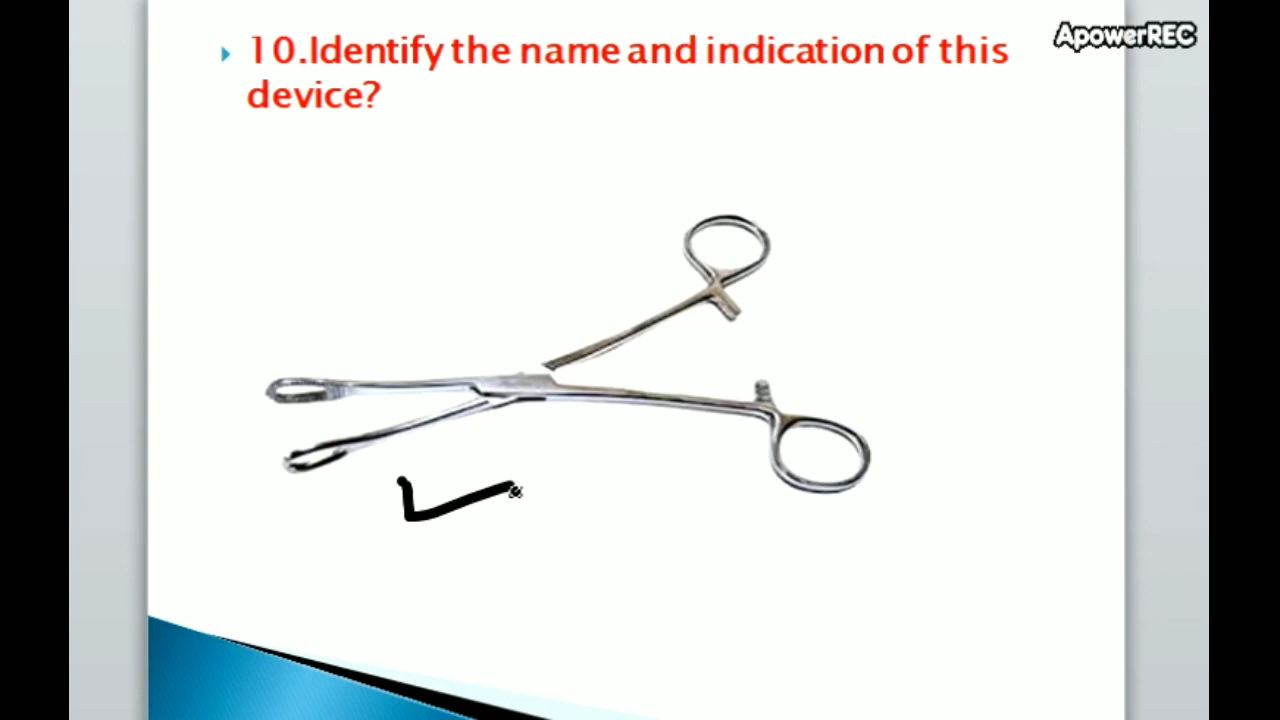 ApowerREC
10.Identify the name and indication of this
device?